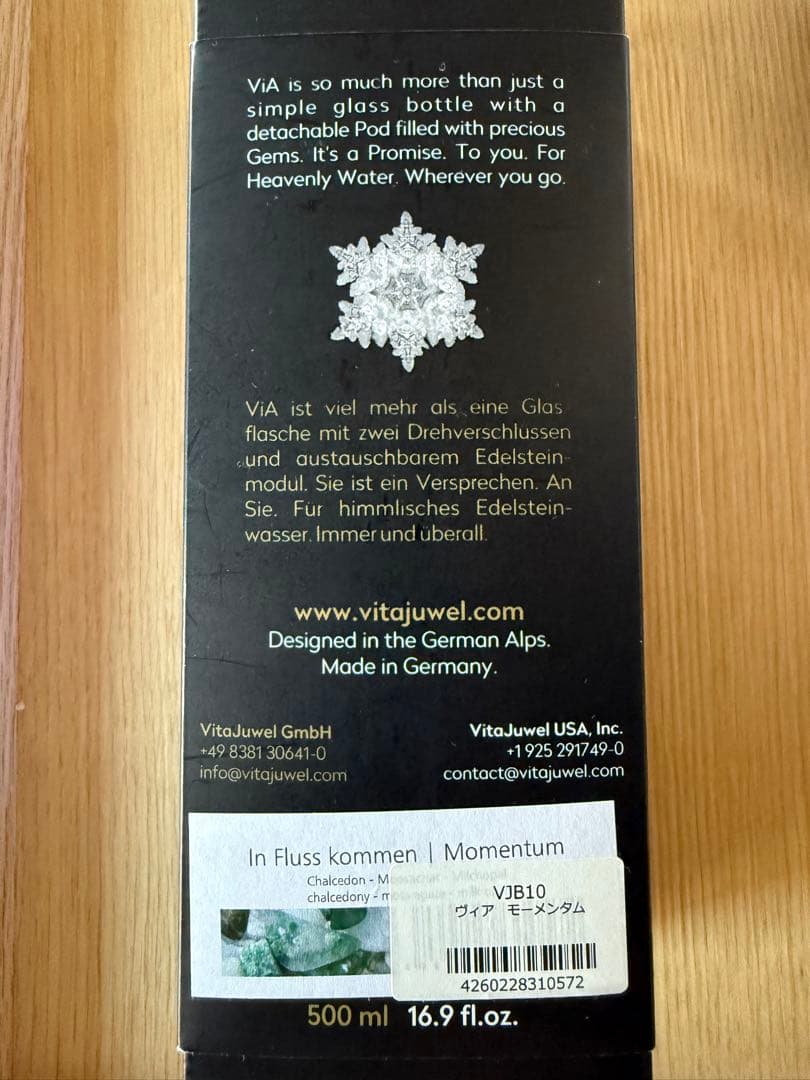 ViA is so much more than just a
simple glass bottle with a
detachable Pod filled with precious
Gems. It's a Promise. To you. For
Heavenly Water. Wherever you go.
ViA ist viel mehr als eine Glas
flasche mit zwei Drehverschlussen
und austauschbarem Edelstein-
modul. Sie ist ein Versprechen. An
Sie. Für himmlisches Edelstein-
wasser. Immer und überall.
www.vitajuwel.com
Designed in the German Alps.
Made in Germany.
VitaJuwel GmbH
+49 8381 30641-0
info@vitajuwel.com
VitaJuwel USA, Inc.
+1 925 291749-0
contact@vitajuwel.com
In Fluss kommen | Momentum
Chalcedon - Moosachat - Milchopal
chalcedony - m
VJB10
ヴィア モーメンタム
4260228310572
500 ml 16.9 fl.oz.